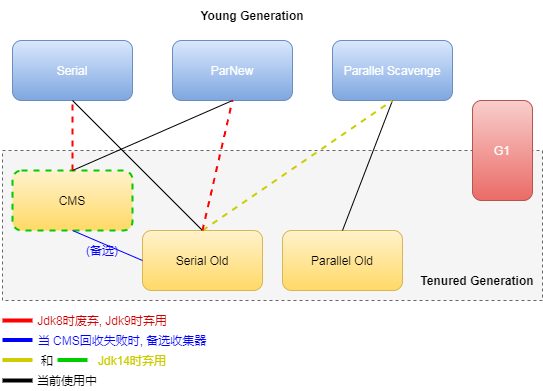 Young Generation
Serial
ParNew
Parallel Scavenge
G1
CMS
(备选)
Serial Old
Parallel Old
Tenured Generation
Jdk8时废弃, Jdk9时弃用
当 CMS回收失败时, 备选收集器
和 Jdk14时弃用
当前使用中